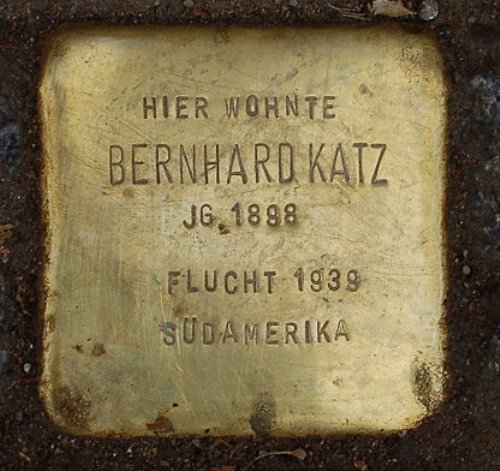 HIER WOHNTE
BERNHARD KATZ
JG. 1898
FLUCHT 1939
SÜDAMERIKA